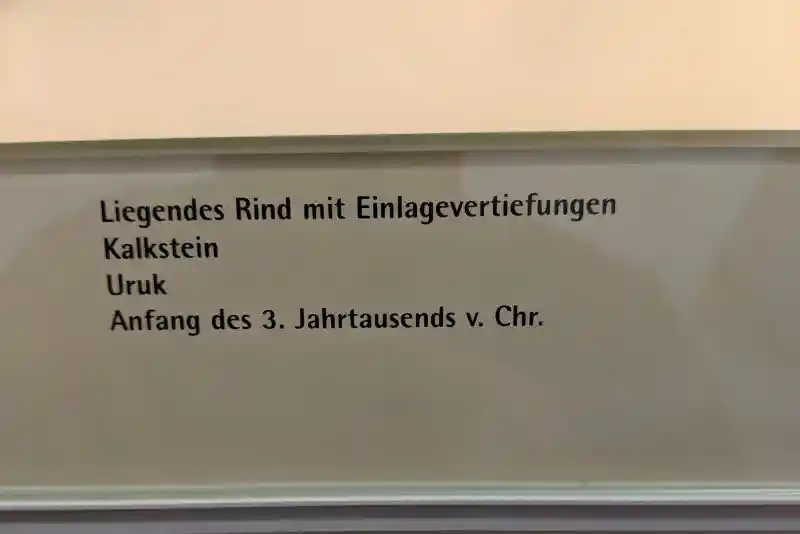 Liegendes Rind mit Einlagevertiefungen
Kalkstein
Uruk
Anfang des 3. Jahrtausends v. Chr.